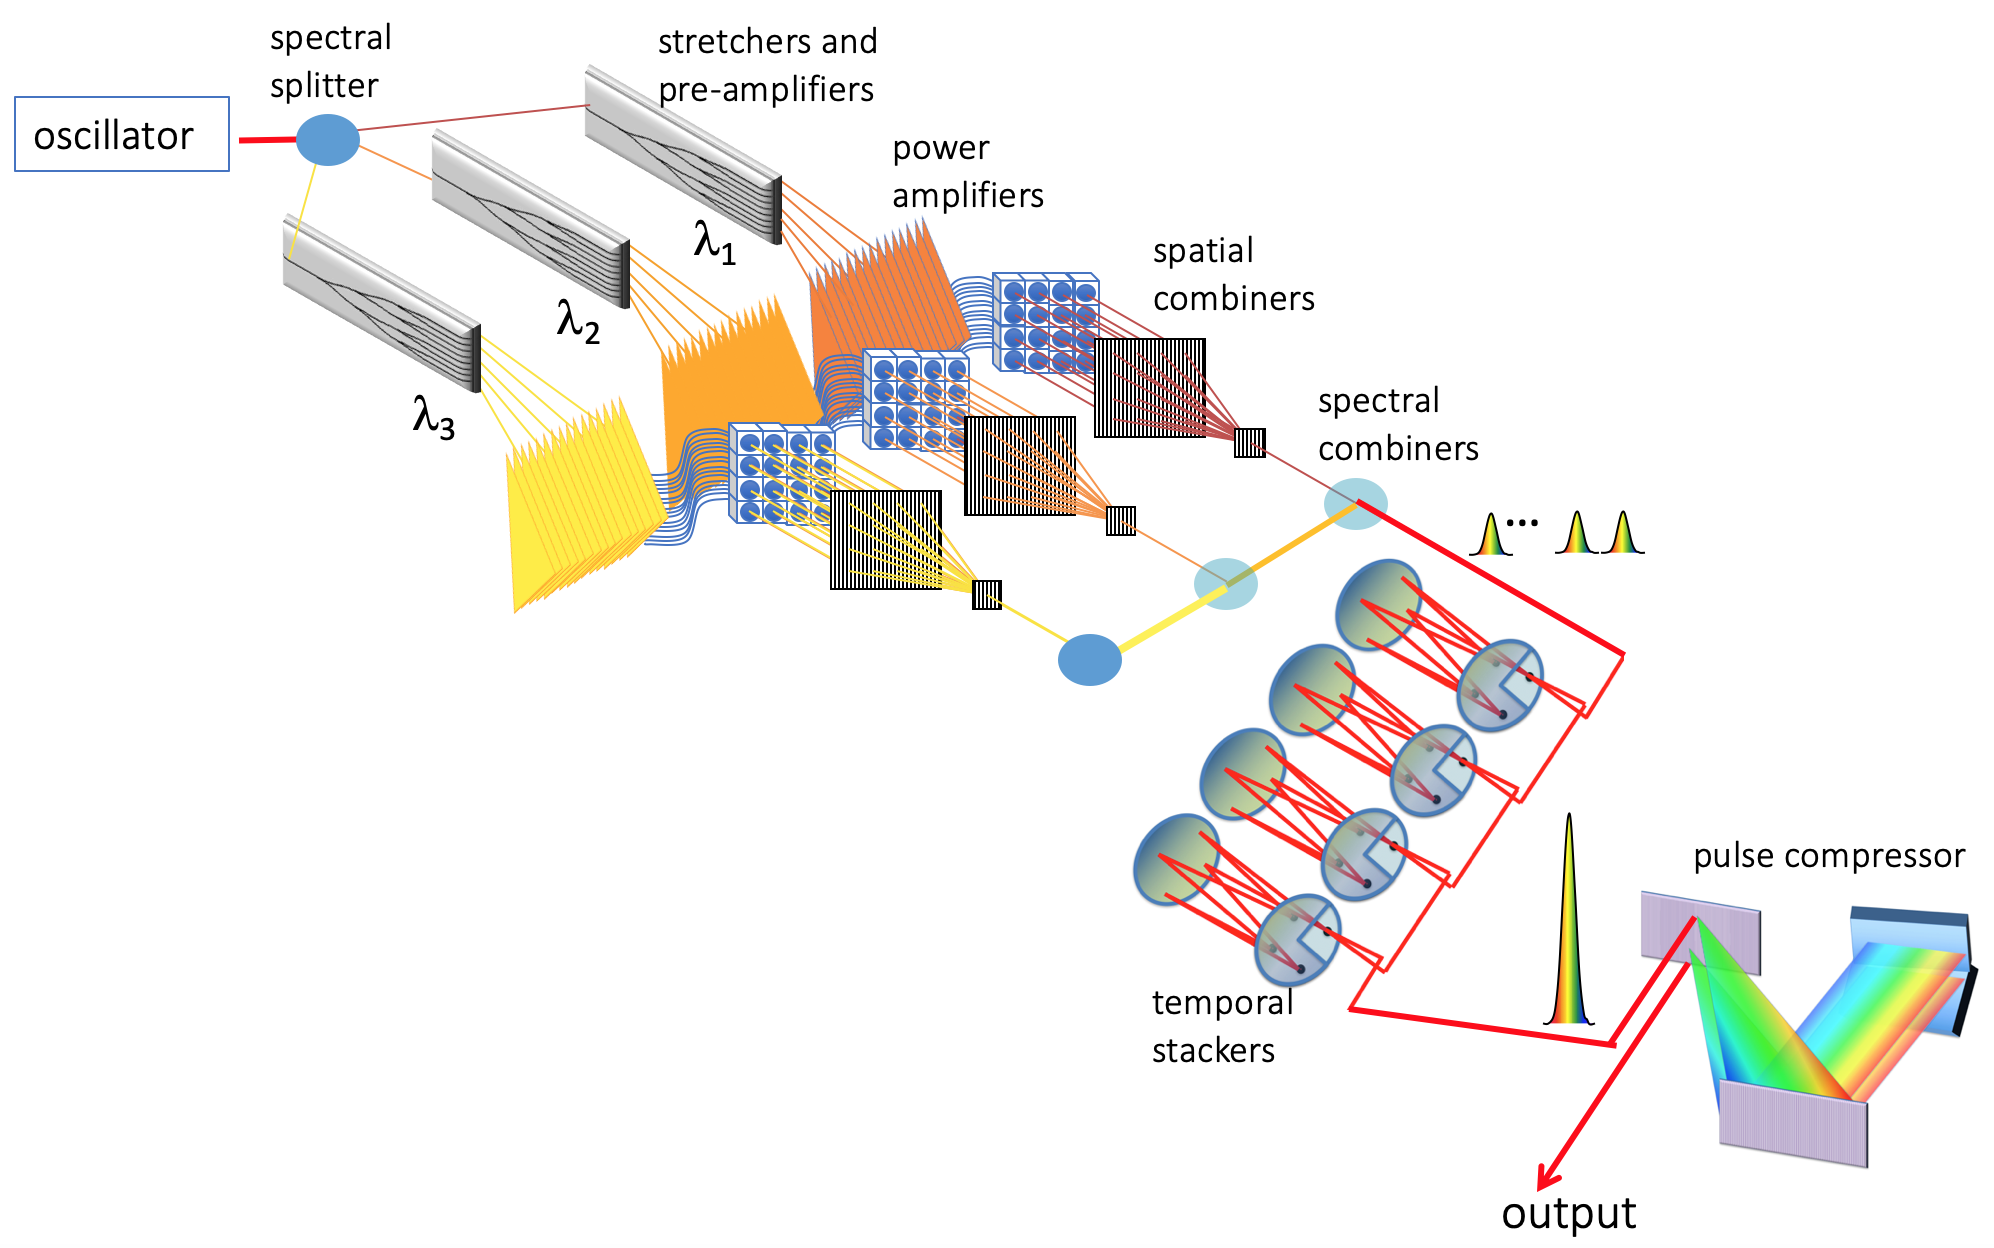 spectral
splitter
stretchers and
pre-amplifiers
oscillator
power
amplifiers
λ1
spatial
combiners
λ2
λ3
spectral
combiners
...
pulse compressor
temporal
stackers
output